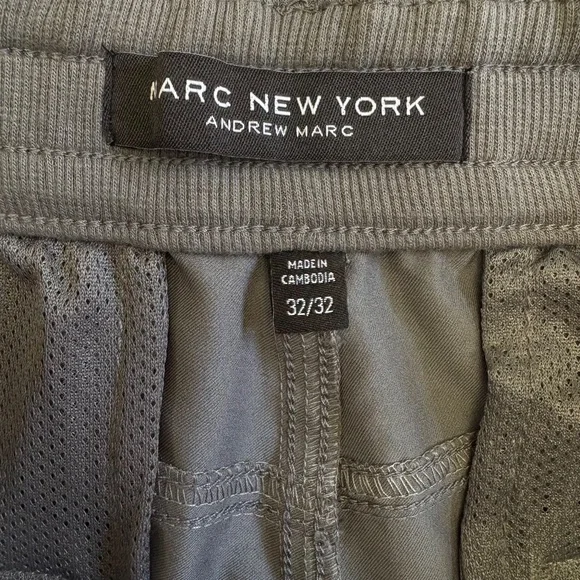 MARC NEW YORK
ANDREW MARC
MADE IN
CAMBODIA
32/32